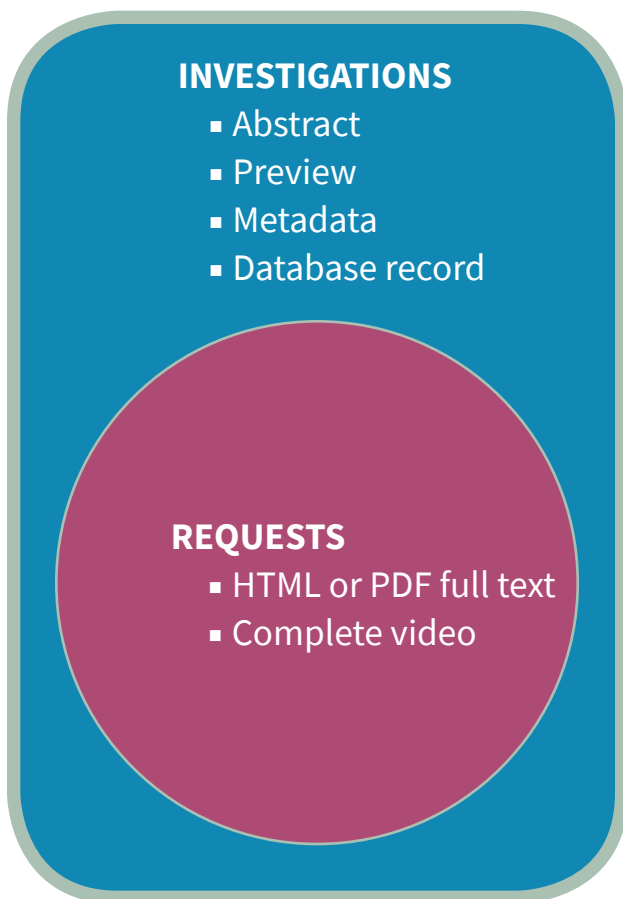 INVESTIGATIONS
▪ Abstract
▪ Preview
▪ Metadata
▪ Database record
REQUESTS
▪ HTML or PDF full text
▪ Complete video